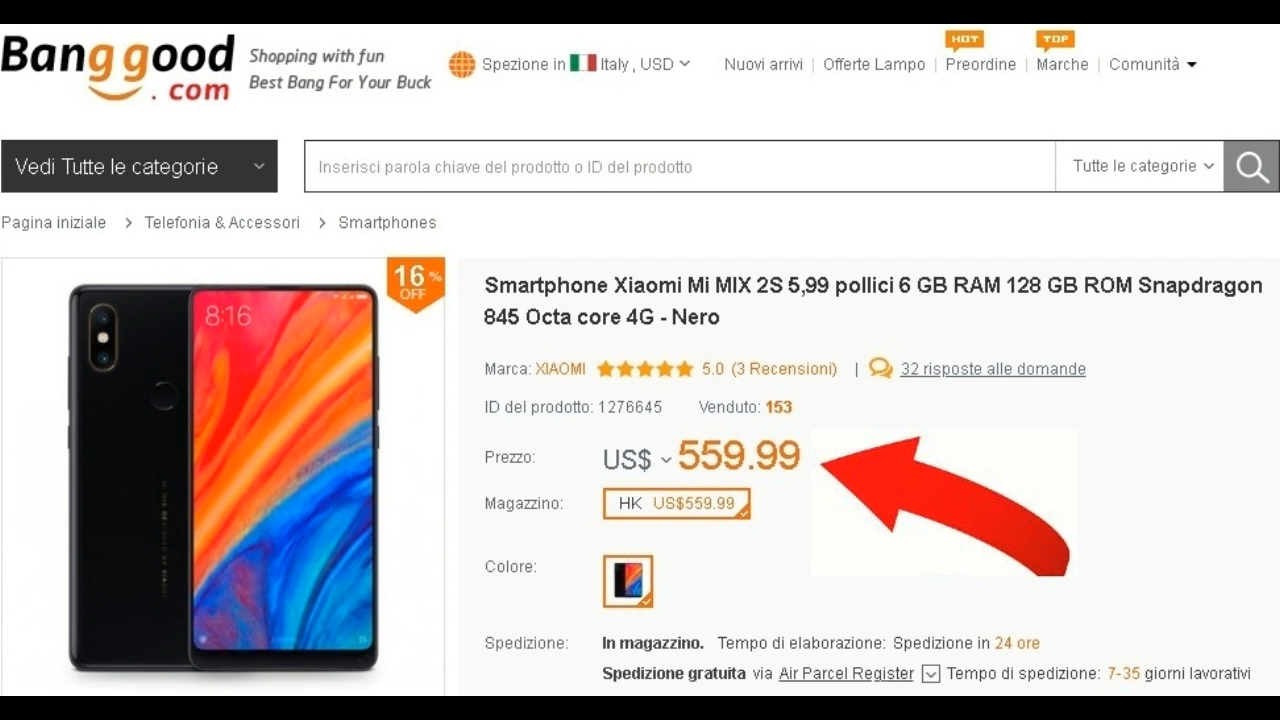 Banggood.com
Shopping with fun
Best Bang For Your Buck
Spezione in Italy , USD
HOT
TOP
Nuovi arrivi | Offerte Lampo | Preordine | Marche | Comunità
Vedi Tutte le categorie
Inserisci parola chiave del prodotto o ID del prodotto
Tutte le categorie
Pagina iniziale > Telefonia & Accessori > Smartphones
16 %
OFF
8:16
Smartphone Xiaomi Mi MIX 2S 5,99 pollici 6 GB RAM 128 GB ROM Snapdragon
845 Octa core 4G - Nero
Marca: XIAOMI 5.0 (3 Recensioni) | 32 risposte alle domande
ID del prodotto: 1276645 Venduto: 153
Prezzo: US$ 559.99
Magazzino: HK US$559.99
Colore:
Spedizione: In magazzino. Tempo di elaborazione: Spedizione in 24 ore
Spedizione gratuita via Air Parcel Register Tempo di spedizione: 7-35 giorni lavorativi